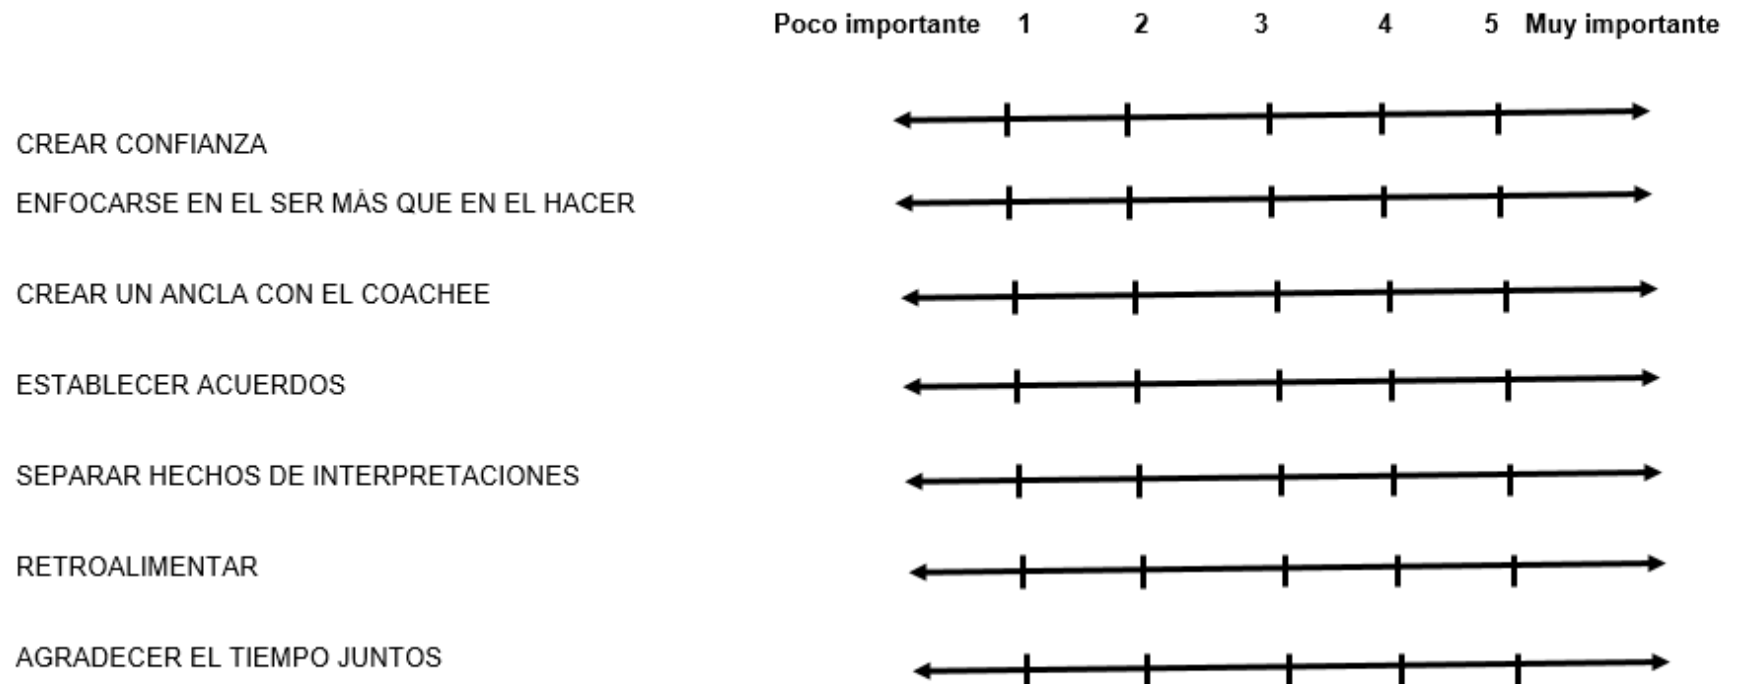 Poco importante 1 2 3 4 5 Muy importante
CREAR CONFIANZA
ENFOCARSE EN EL SER MÁS QUE EN EL HACER
CREAR UN ANCLA CON EL COACHEE
ESTABLECER ACUERDOS
SEPARAR HECHOS DE INTERPRETACIONES
RETROALIMENTAR
AGRADECER EL TIEMPO JUNTOS